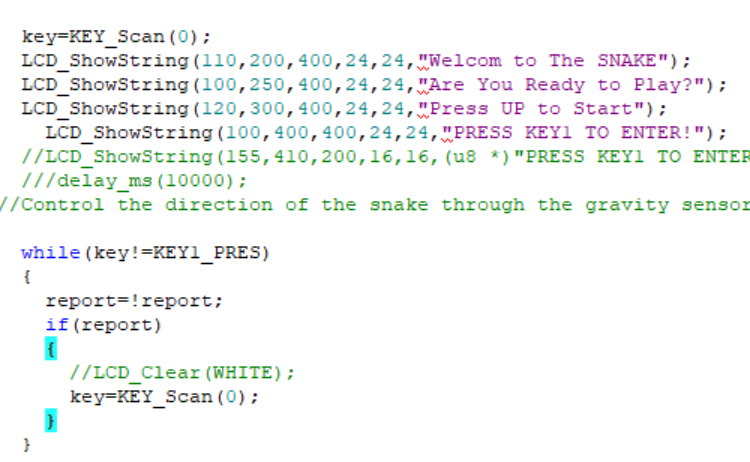 key=KEY_Scan(0);
LCD_ShowString(110,200,400,24,24,"Welcom to The SNAKE");
LCD_ShowString(100,250,400,24,24,"Are You Ready to Play?");
LCD_ShowString(120,300,400,24,24,"Press UP to Start");
LCD_ShowString(100,400,400,24,24,"PRESS KEY1 TO ENTER!");
//LCD_ShowString(155,410,200,16,16,(u8 *)"PRESS KEY1 TO ENTER
///delay_ms(10000);
//Control the direction of the snake through the gravity sensor
while(key!=KEY1_PRES)
{
report=!report;
if(report)
{
//LCD_Clear(WHITE);
key=KEY_Scan(0);
}
}